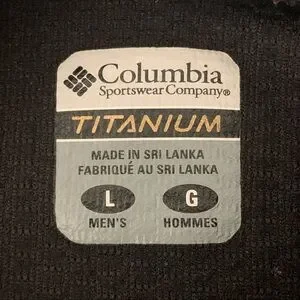 Columbia
Sportswear Company®
TITANIUM
MADE IN SRI LANKA
FABRIQUÉ AU SRI LANKA
L G
MEN'S HOMMES